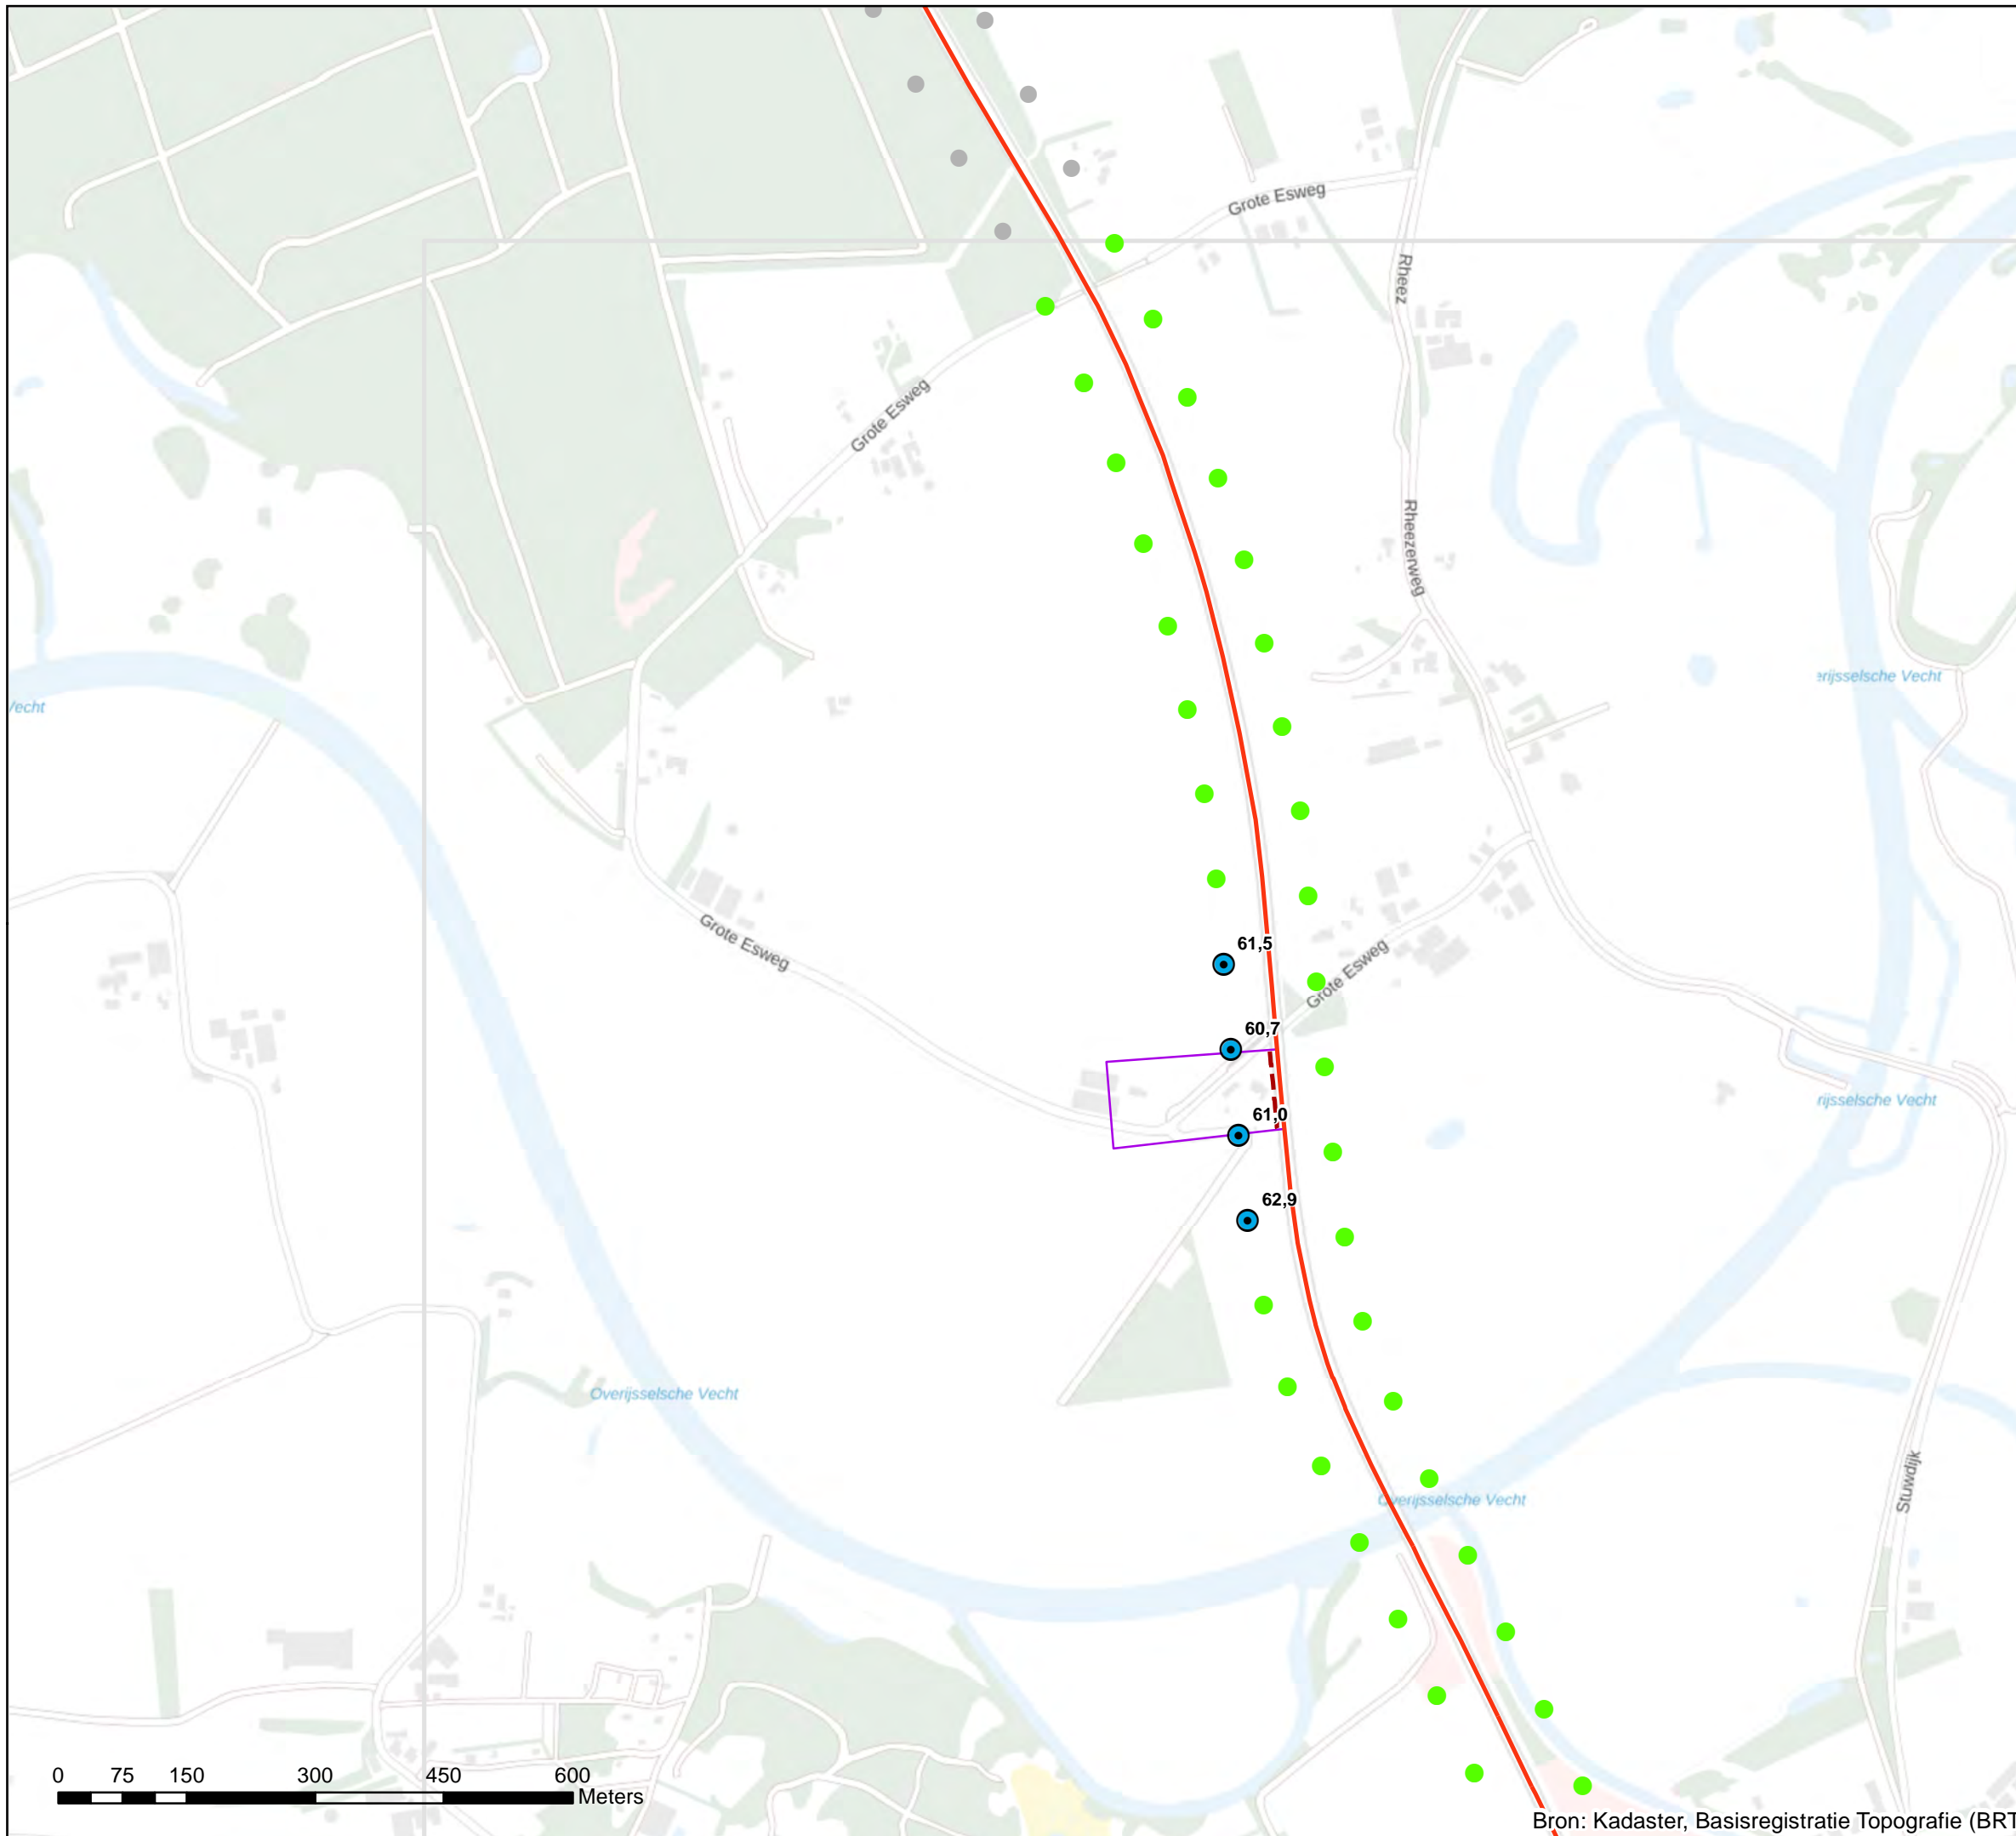 Grote Esweg
Rheez
Grote Esweg
Rheezerweg
erijsselsche Vecht
Vecht
Grote Esweg
61,5
Grote Esweg
60,7
rijsselsche Vecht
61,0
62,9
Overijsselsche Vecht
Stuwdijk
Overijsselsche Vecht
0 75 150 300 450 600
Meters
Bron: Kadaster, Basisregistratie Topografie (BRT